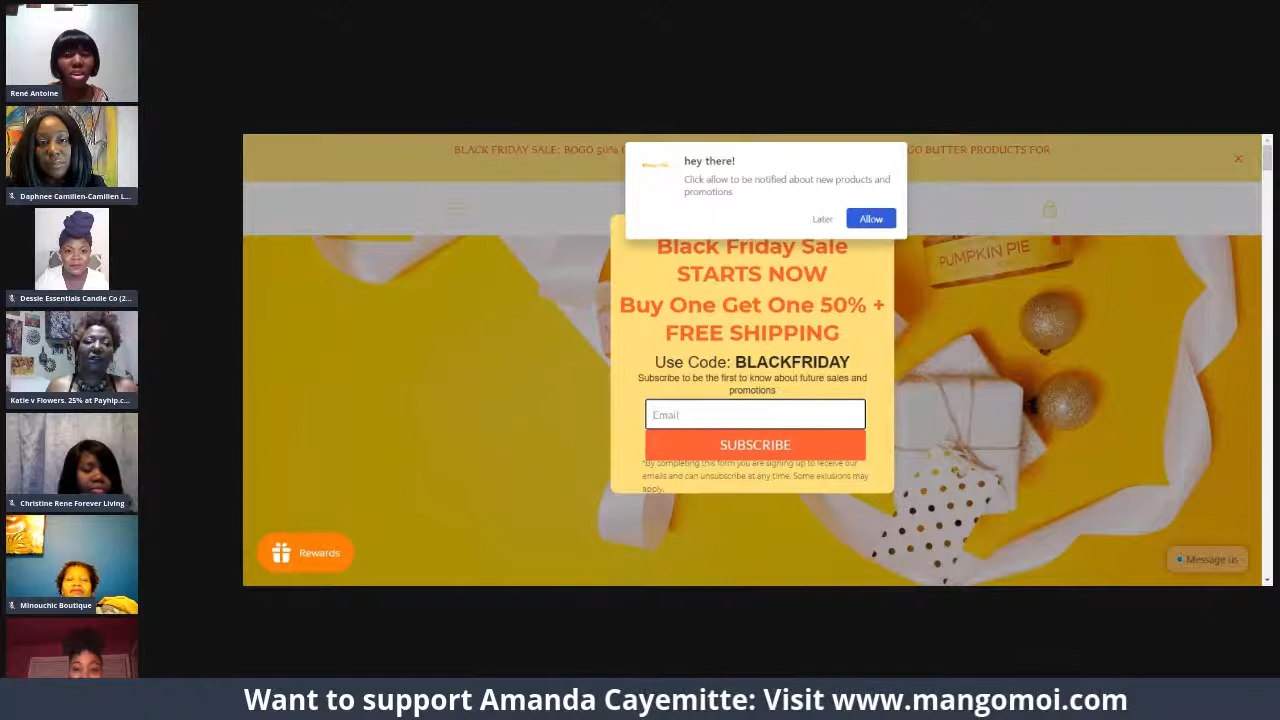 René Antoine
Daphnee Camilien-Camilien L...
Dessie Essentials Candle Co (2...
Katie v Flowers. 25% at Payhip.c...
Christine Rene Forever Living
Minouchic Boutique
BLACK FRIDAY SALE: BOGO 50%
GO BUTTER PRODUCTS FOR
hey there!
Click allow to be notified about new products and
promotions
Later
Allow
PUMPKIN PIE
Black Friday Sale
STARTS NOW
Buy One Get One 50% +
FREE SHIPPING
Use Code: BLACKFRIDAY
Subscribe to be the first to know about future sales and
promotions
Email
SUBSCRIBE
*By completing this form you are signing up to receive our
emails and can unsubscribe at any time. Some exlusions may
apply.
Rewards
Message us
Want to support Amanda Cayemitte: Visit www.mangomoi.com